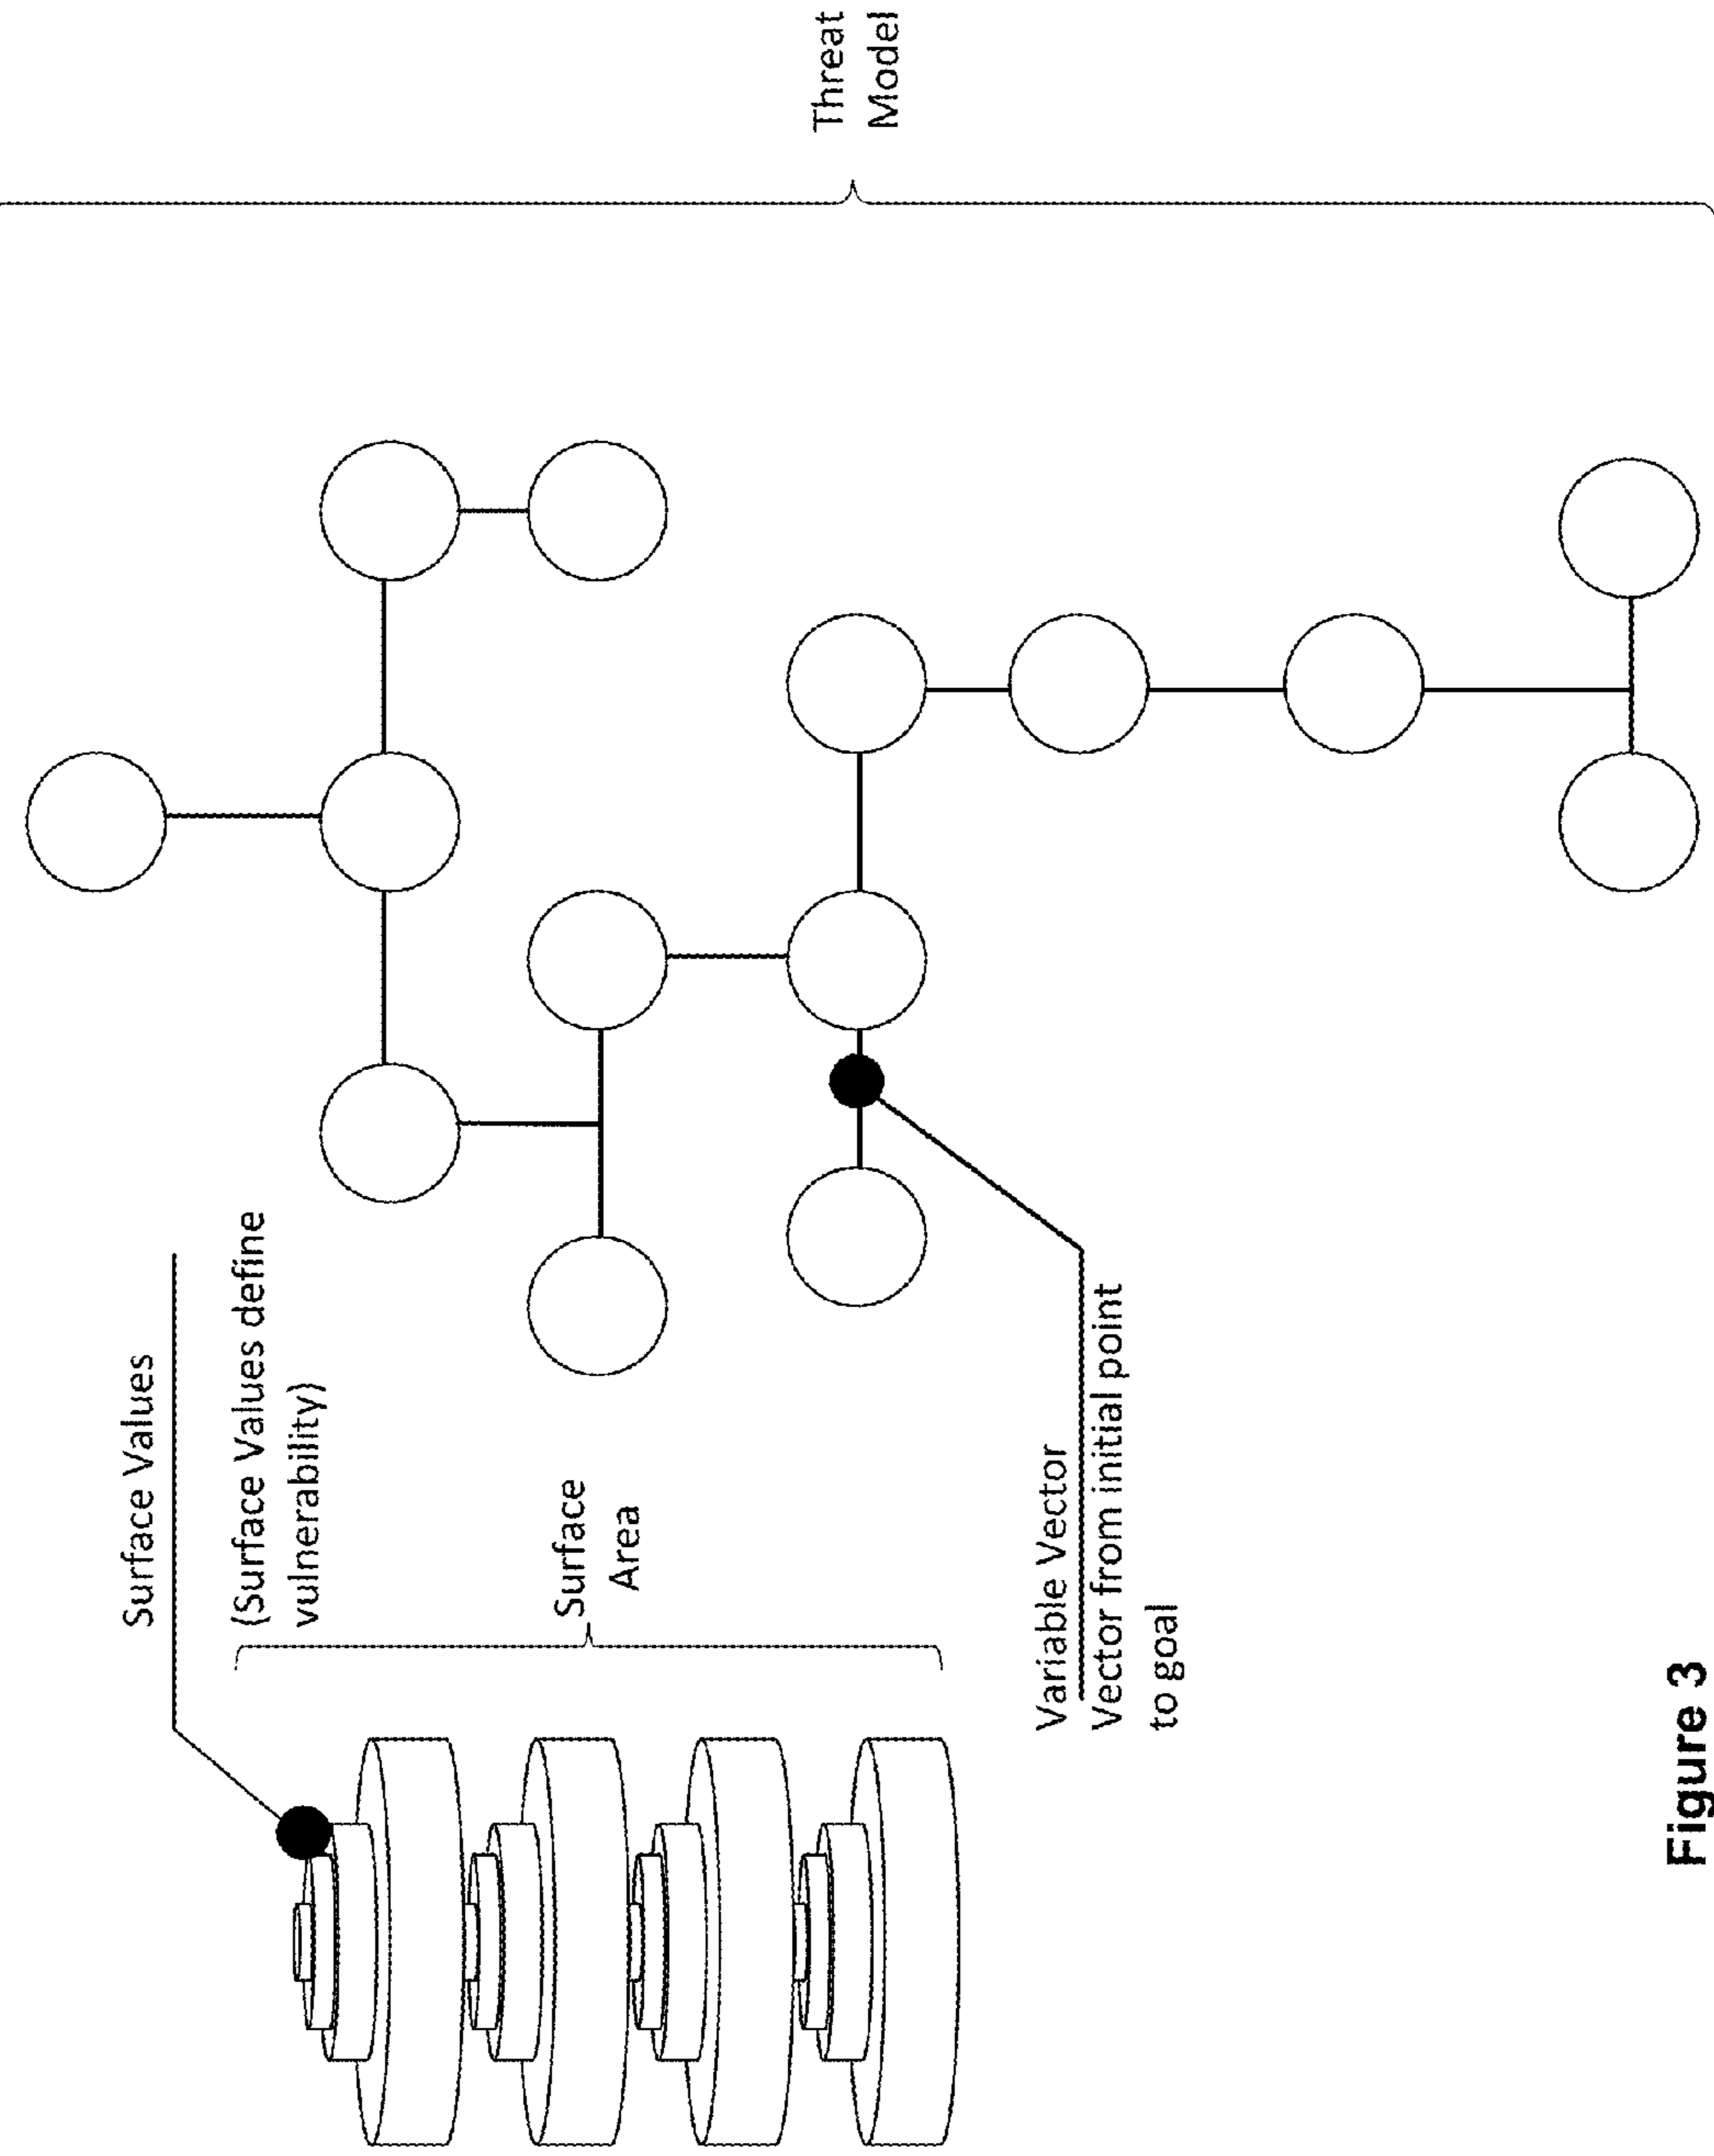 Surface Values
(Surface Values define
vulnerability)
Surface
Area
Variable Vector
Vector from initial point
to goal
Threat
Model
Figure 3